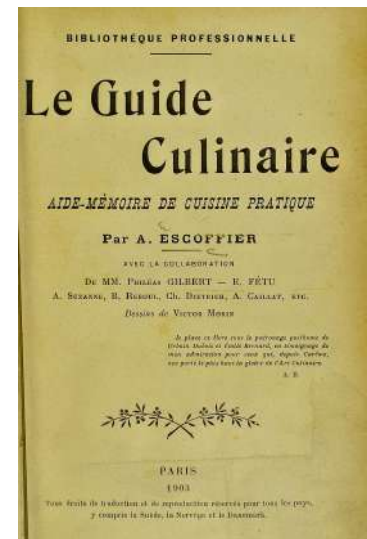 BIBLIOTHÈQUE PROFESSIONNELLE
Le Guide
Culinaire
AIDE-MÉMOIRE DE CUISINE PRATIQUE
Par A. ESCOFFIER
AVEC LA COLLABORATION
De MM. Philéas GILBERT — E. FÉTU
A. Suzanne, B. Reboul, Ch. Dietrich, A. Caillat, etc.
Dessins de Victor Morin
Je place ce livre sous le patronage posthume de
Urbain Dubois et Emile Bernard, en témoignage de
mon admiration pour ceux qui, depuis Carême,
ont porté le plus haut la gloire de l'Art Culinaire.
A. E.
PARIS
1903
Tous droits de traduction et de reproduction réservés pour tous les pays,
y compris la Suède, la Norvège et le Danemark.